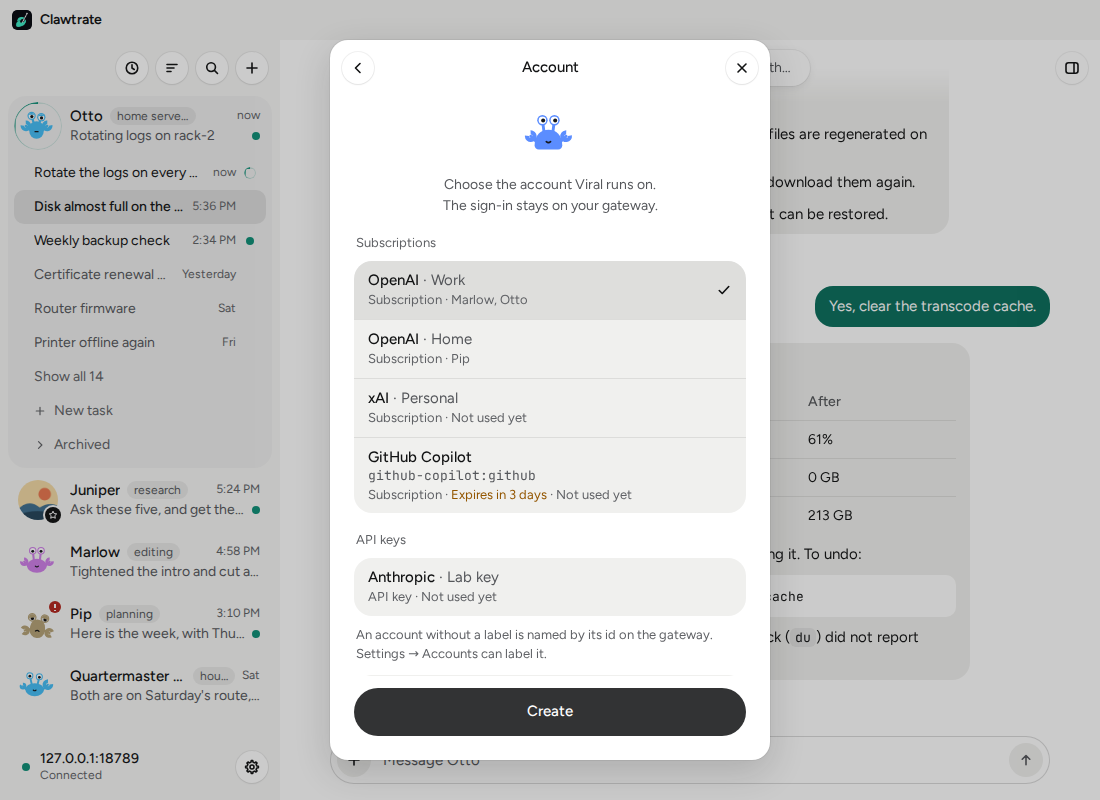 Clawtrate
Otto
home serve...
now
Rotating logs on rack-2
Rotate the logs on every ...
now
Disk almost full on the ...
5:36 PM
Weekly backup check
2:34 PM
Certificate renewal ...
Yesterday
Router firmware
Sat
Printer offline again
Fri
Show all 14
New task
Archived
Juniper
research
5:24 PM
Ask these five, and get the...
Marlow
editing
4:58 PM
Tightened the intro and cut a...
Pip
planning
3:10 PM
Here is the week, with Thu...
Quartermaster ...
hou...
Sat
Both are on Saturday's route,...
127.0.0.1:18789
Connected
Account
Choose the account Viral runs on.
The sign-in stays on your gateway.
Subscriptions
OpenAI · Work
Subscription · Marlow, Otto
OpenAI · Home
Subscription · Pip
xAI · Personal
Subscription · Not used yet
GitHub Copilot
github-copilot:github
Subscription · Expires in 3 days · Not used yet
API keys
Anthropic · Lab key
API key · Not used yet
An account without a label is named by its id on the gateway.
Settings → Accounts can label it.
Create
th...
files are regenerated on
download them again.
t can be restored.
Yes, clear the transcode cache.
After
61%
0 GB
213 GB
ng it. To undo:
cache
ck ( du ) did not report
Message Otto